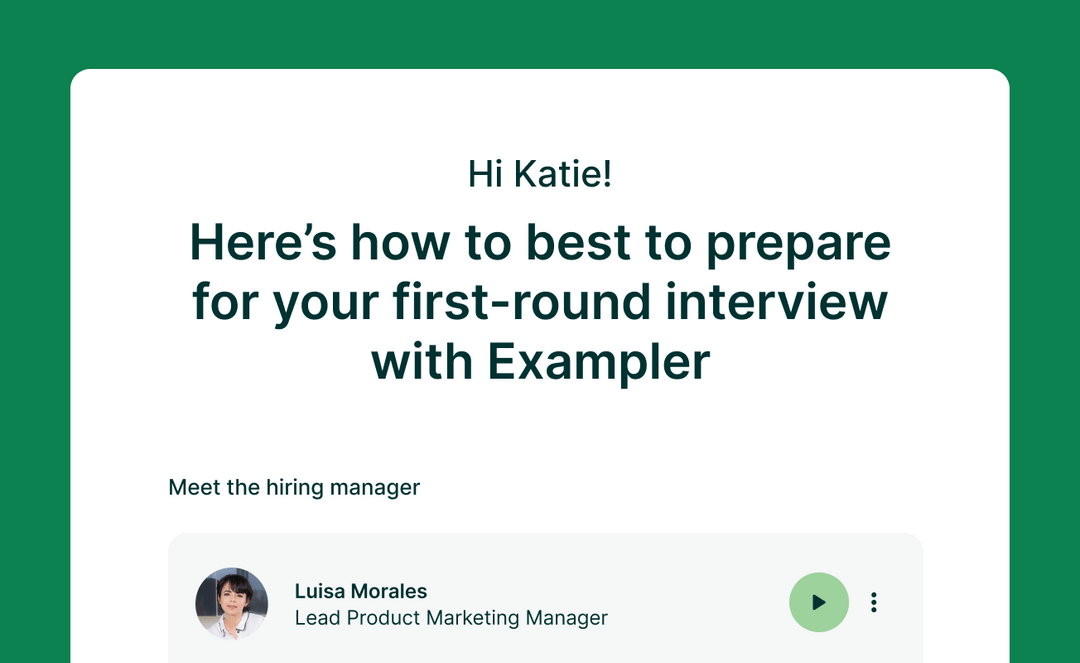 Hi Katie!
Here’s how to best to prepare
for your first-round interview
with Exampler
Meet the hiring manager
Luisa Morales
Lead Product Marketing Manager